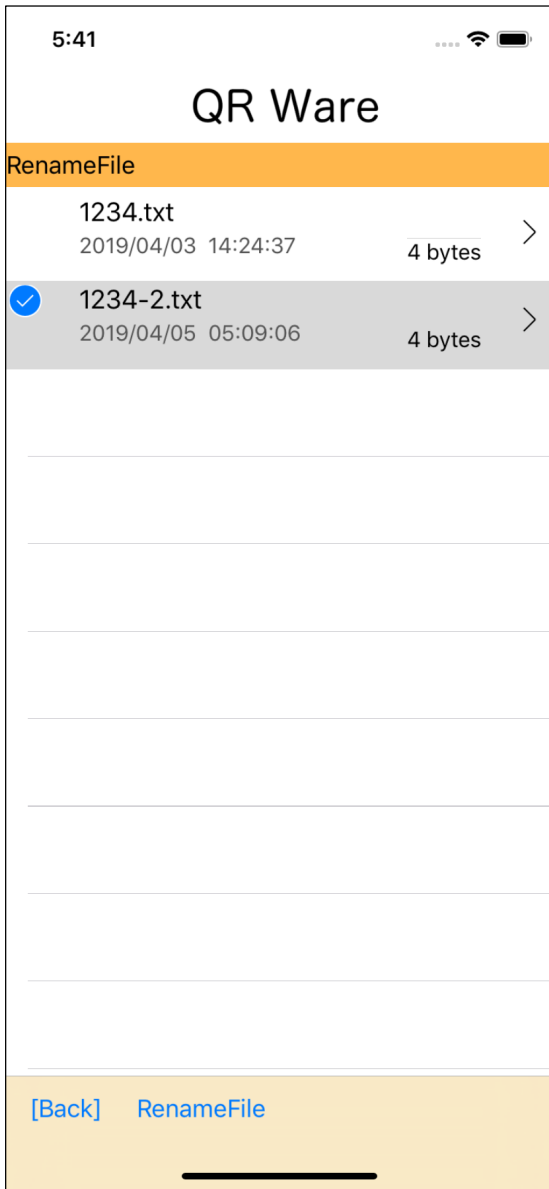 5:41
QR Ware
RenameFile
1234.txt
2019/04/03 14:24:37 4 bytes
1234-2.txt
2019/04/05 05:09:06 4 bytes
[Back] RenameFile